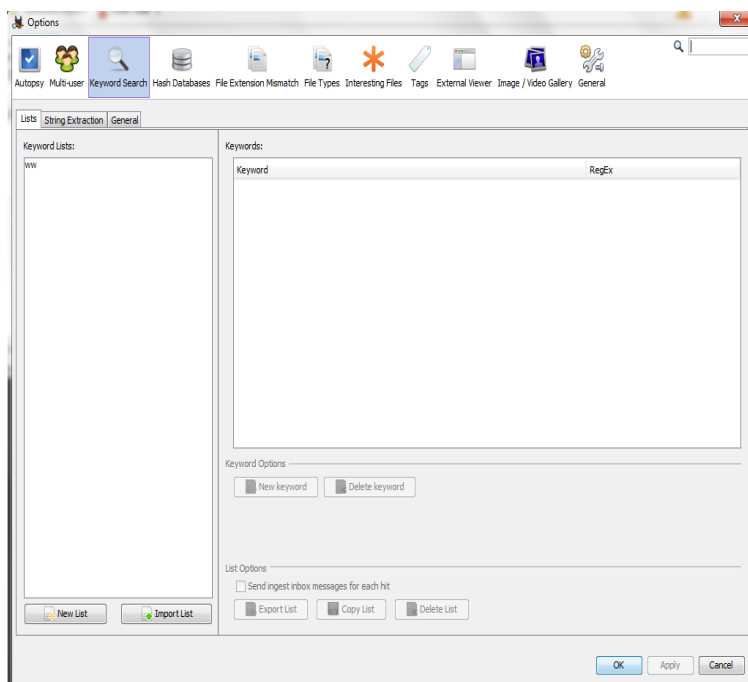 Options
X
Autopsy Multi-user Keyword Search Hash Databases File Extension Mismatch File Types Interesting Files Tags External Viewer Image / Video Gallery General
Lists String Extraction General
Keyword Lists:
ww
Keywords:
Keyword RegEx
Keyword Options
New keyword Delete keyword
List Options
Send ingest inbox messages for each hit
New List Import List Export List Copy List Delete List
OK Apply Cancel